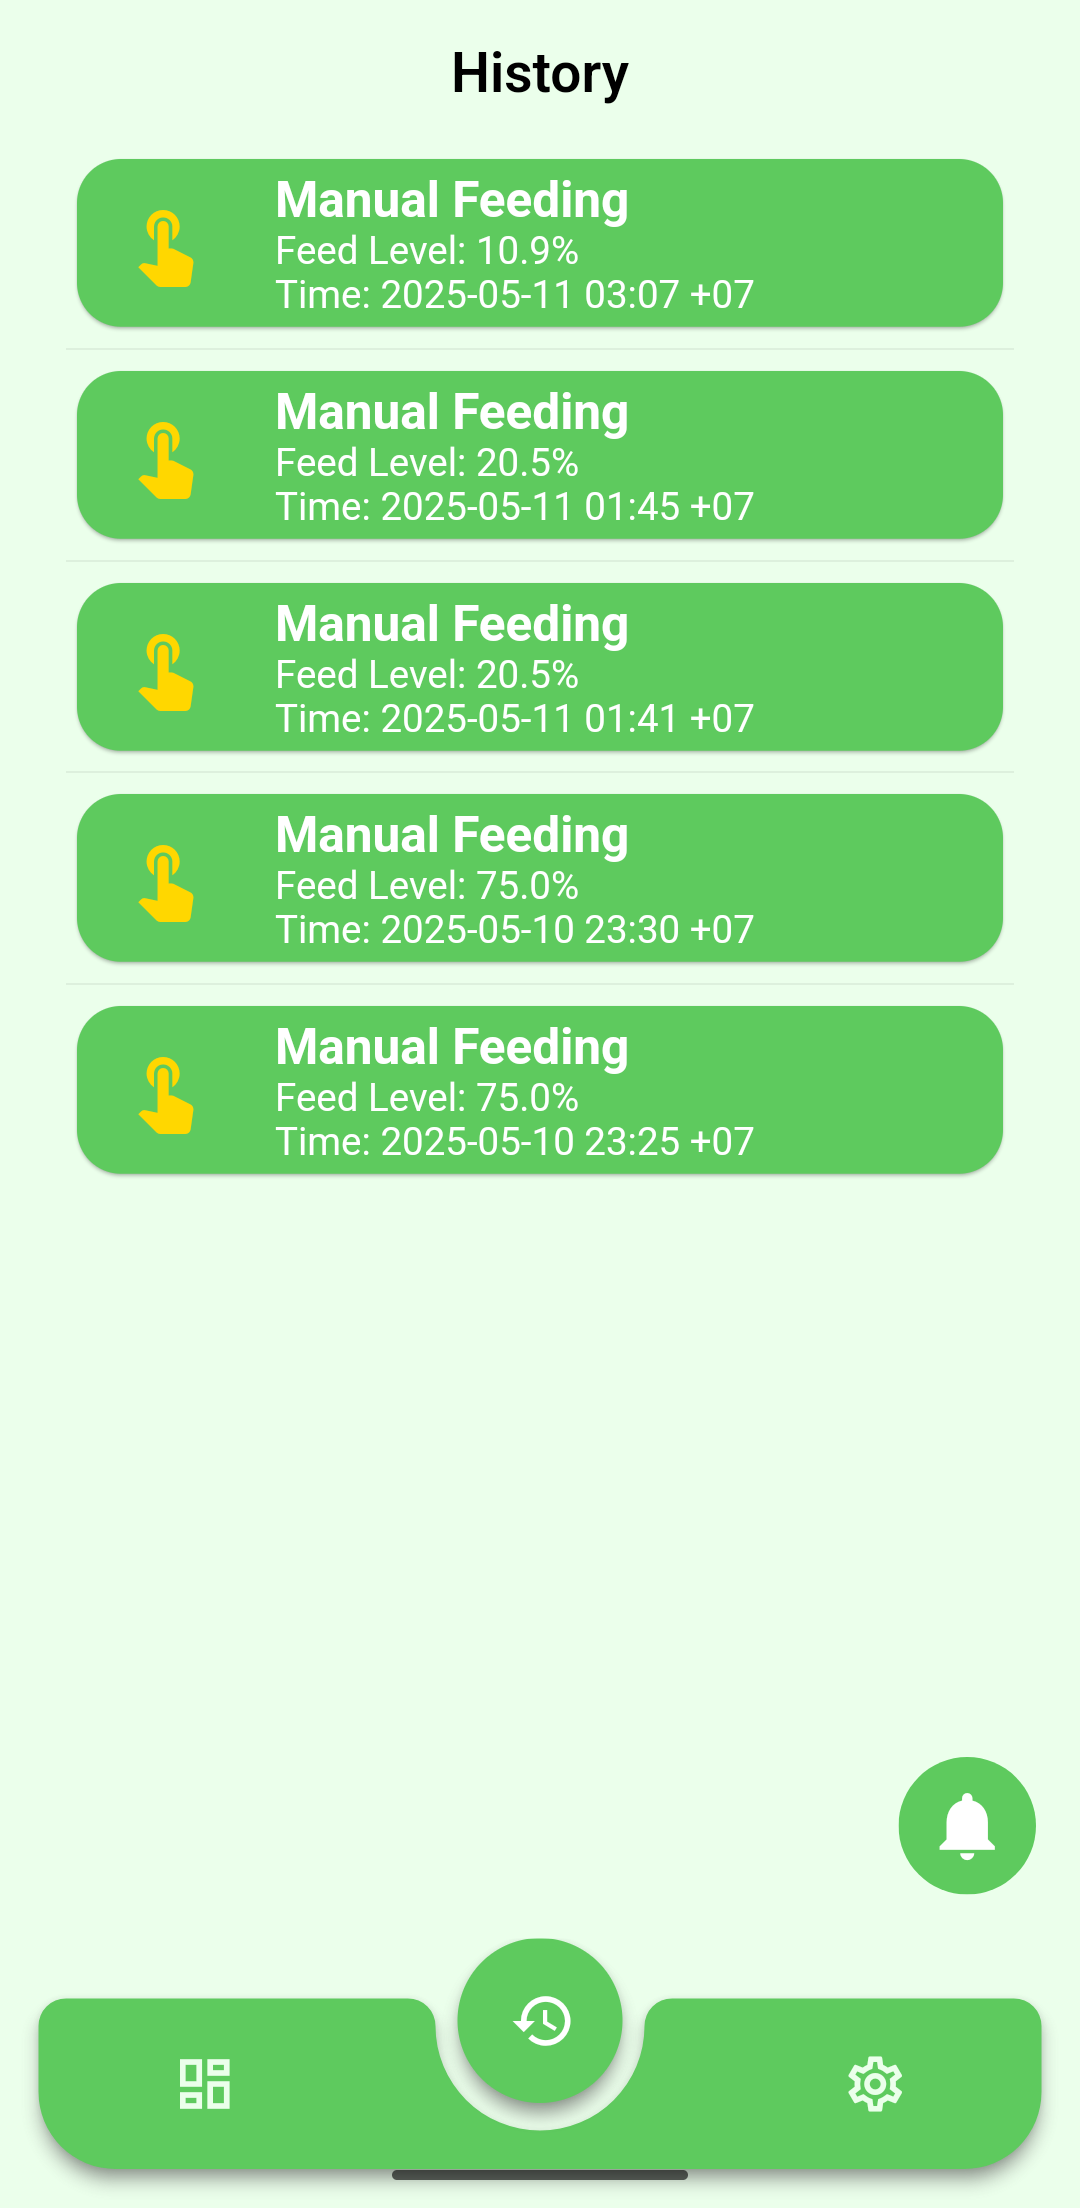 History
Manual Feeding
Feed Level: 10.9%
Time: 2025-05-11 03:07 +07
Manual Feeding
Feed Level: 20.5%
Time: 2025-05-11 01:45 +07
Manual Feeding
Feed Level: 20.5%
Time: 2025-05-11 01:41 +07
Manual Feeding
Feed Level: 75.0%
Time: 2025-05-10 23:30 +07
Manual Feeding
Feed Level: 75.0%
Time: 2025-05-10 23:25 +07